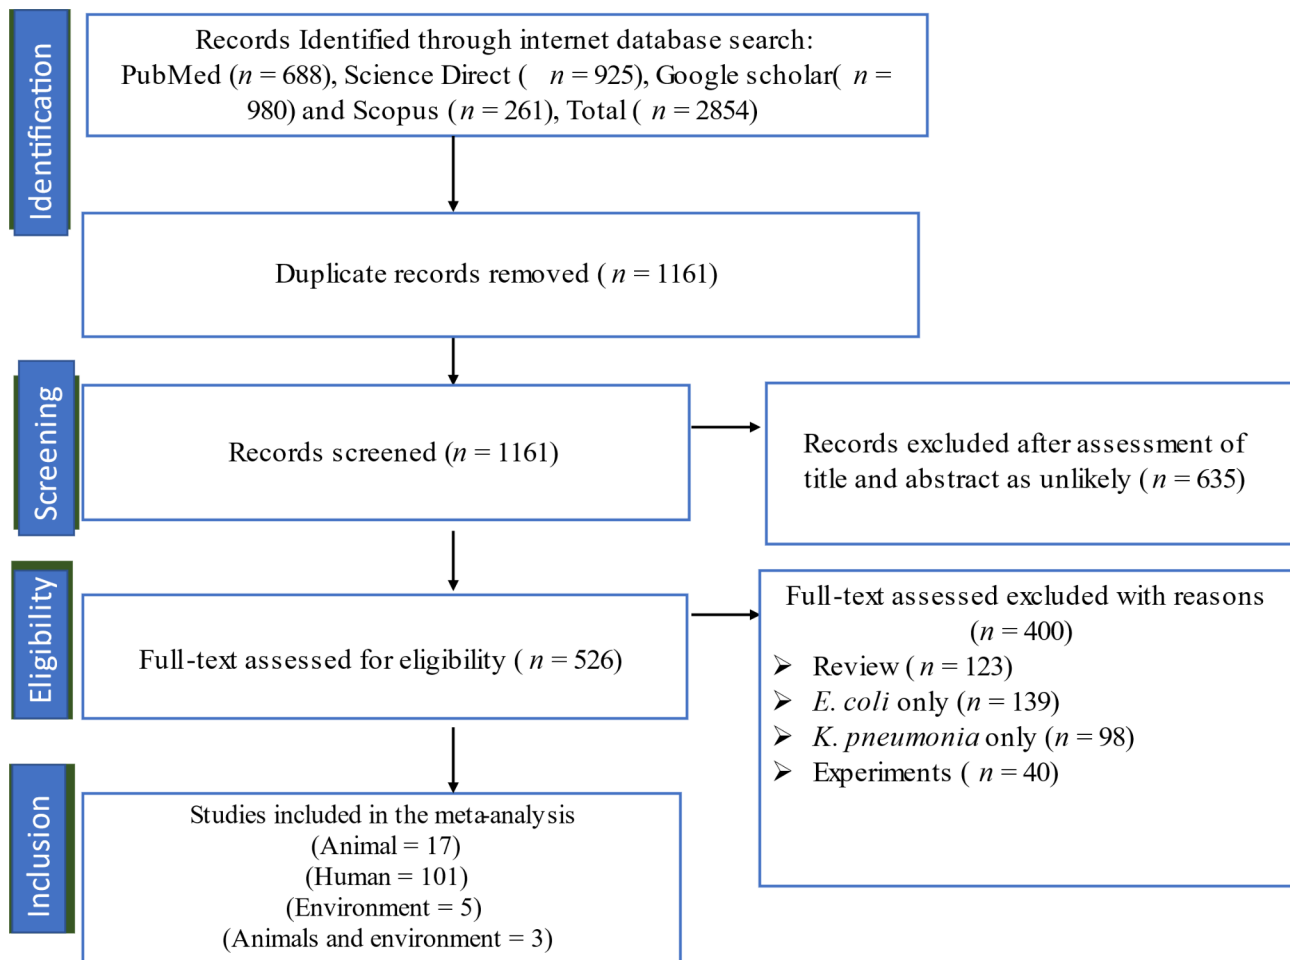 Identification
Records Identified through internet database search:
PubMed (n = 688), Science Direct ( n = 925), Google scholar( n =
980) and Scopus (n = 261), Total ( n = 2854)
Duplicate records removed ( n = 1161)
Screening
Records screened (n = 1161)
Records excluded after assessment of
title and abstract as unlikely ( n = 635)
Eligibility
Full-text assessed for eligibility ( n = 526)
Full-text assessed excluded with reasons
(n = 400)
➢ Review ( n = 123)
➢ E. coli only (n = 139)
➢ K. pneumonia only (n = 98)
➢ Experiments ( n = 40)
Inclusion
Studies included in the meta-analysis
(Animal = 17)
(Human = 101)
(Environment = 5)
(Animals and environment = 3)